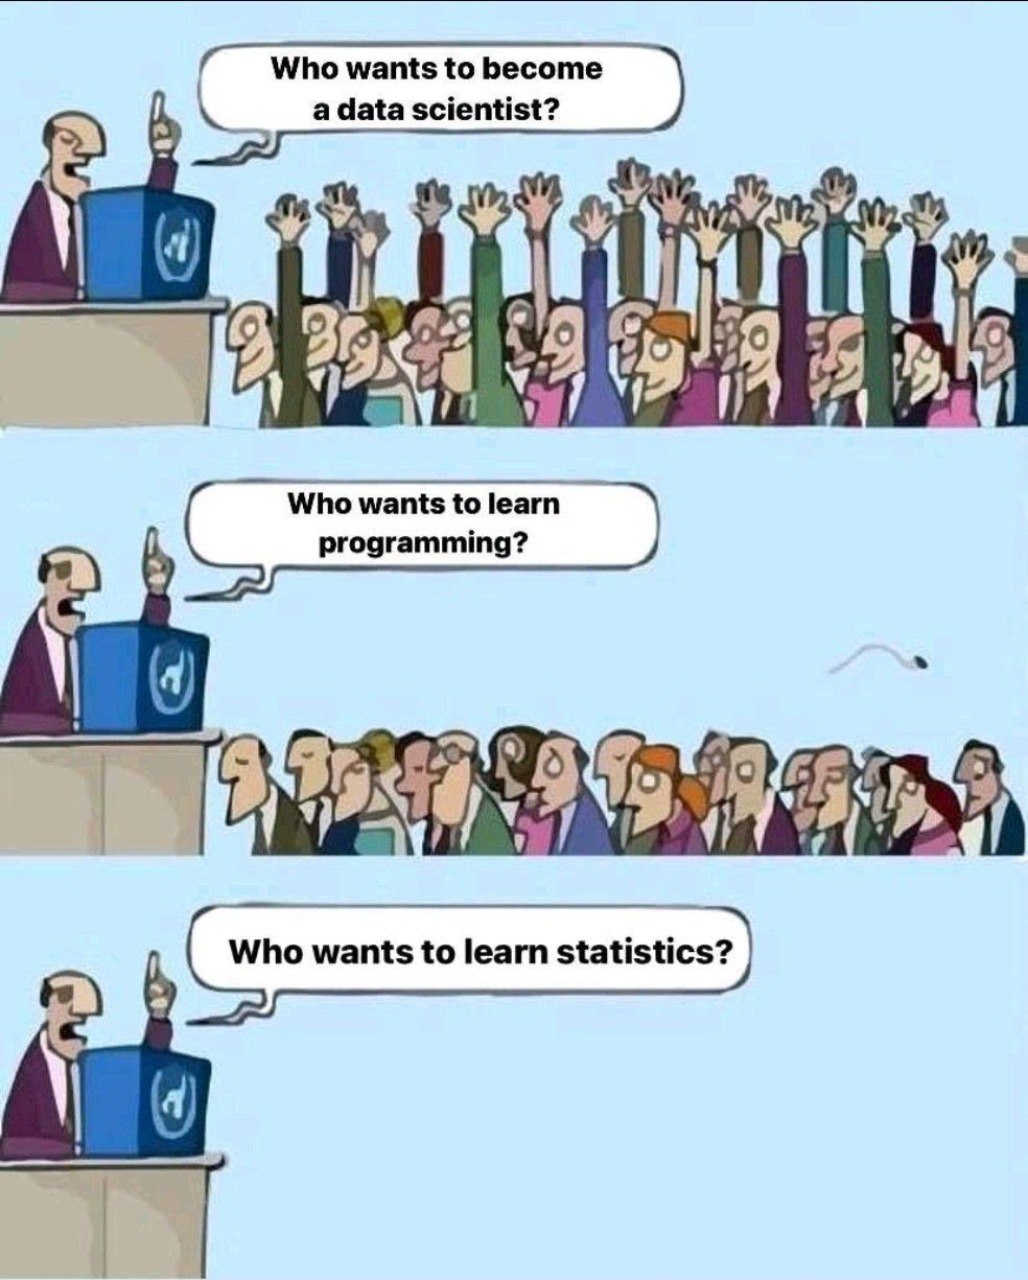 Who wants to become
a data scientist?
Who wants to learn
programming?
Who wants to learn statistics?